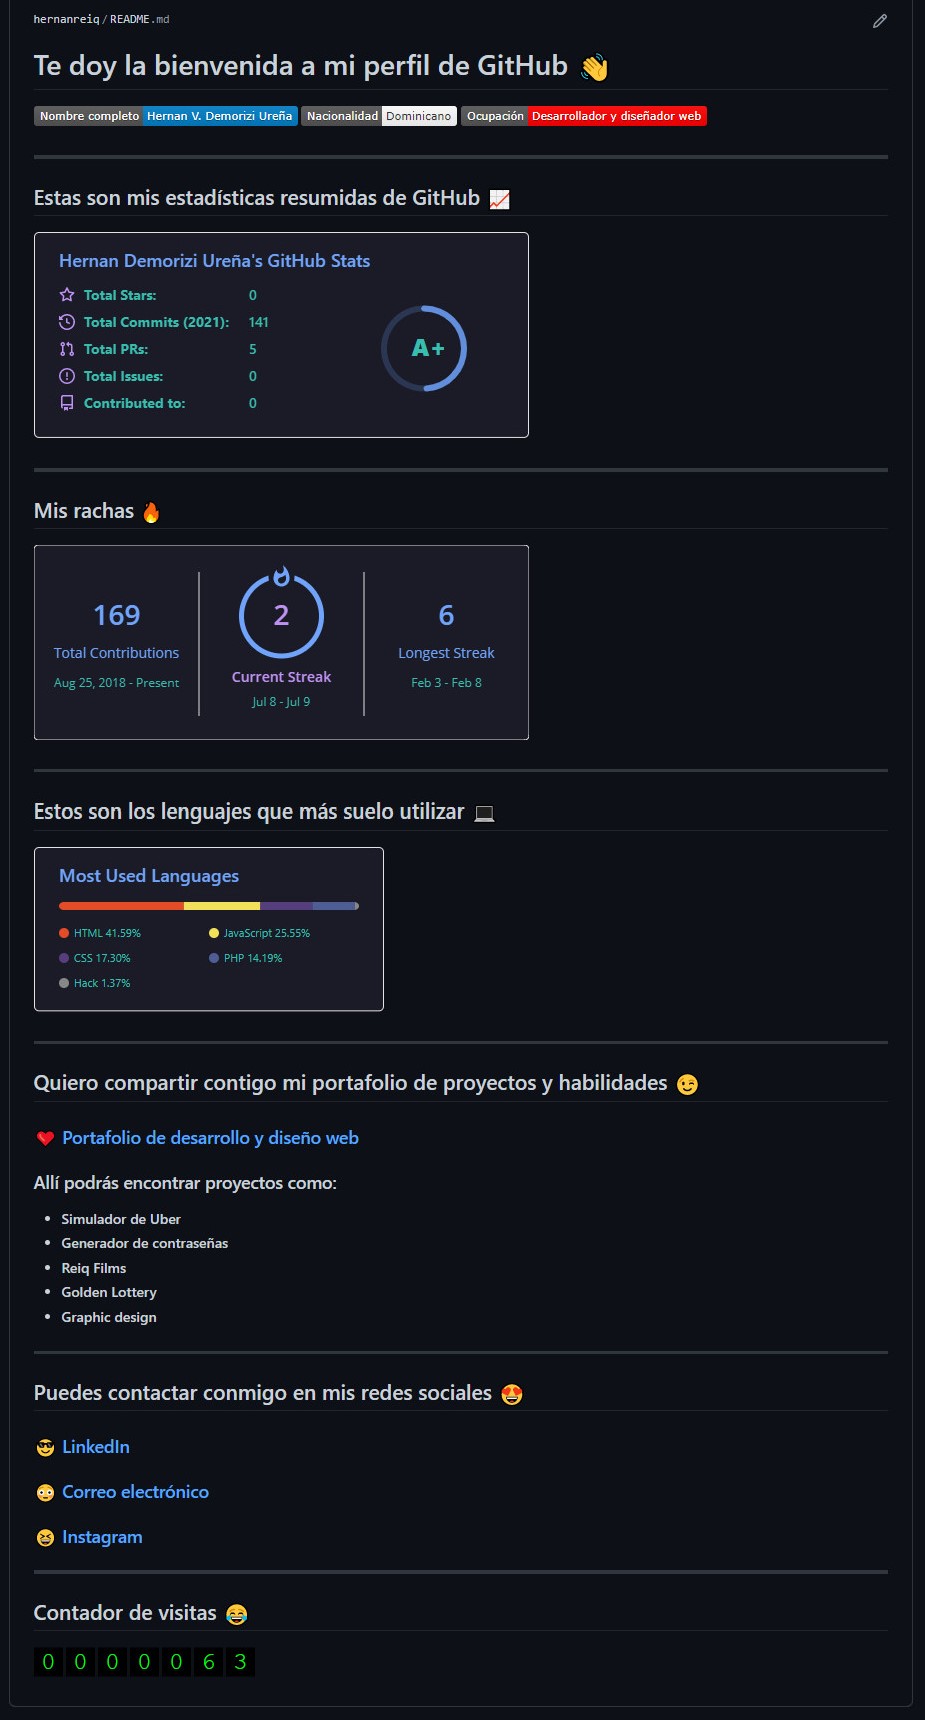 hernanreiq/README.md
Te doy la bienvenida a mi perfil de GitHub 👋
Nombre completo Hernan V. Demorizi Ureña Nacionalidad Dominicano Ocupación Desarrollador y diseñador web
Estas son mis estadísticas resumidas de GitHub 📈
Hernan Demorizi Ureña's GitHub Stats
Total Stars: 0
Total Commits (2021): 141
Total PRs: 5
Total Issues: 0
Contributed to: 0
A+
Mis rachas 🔥
169
Total Contributions
Aug 25, 2018 - Present
2
Current Streak
Jul 8 - Jul 9
6
Longest Streak
Feb 3 - Feb 8
Estos son los lenguajes que más suelo utilizar 💻
Most Used Languages
HTML 41.59% JavaScript 25.55%
CSS 17.30% PHP 14.19%
Hack 1.37%
Quiero compartir contigo mi portafolio de proyectos y habilidades 😉
❤️ Portafolio de desarrollo y diseño web
Allí podrás encontrar proyectos como:
• Simulador de Uber
• Generador de contraseñas
• Reiq Films
• Golden Lottery
• Graphic design
Puedes contactar conmigo en mis redes sociales 😍
😎 LinkedIn
😳 Correo electrónico
😆 Instagram
Contador de visitas 😂
0 0 0 0 0 6 3